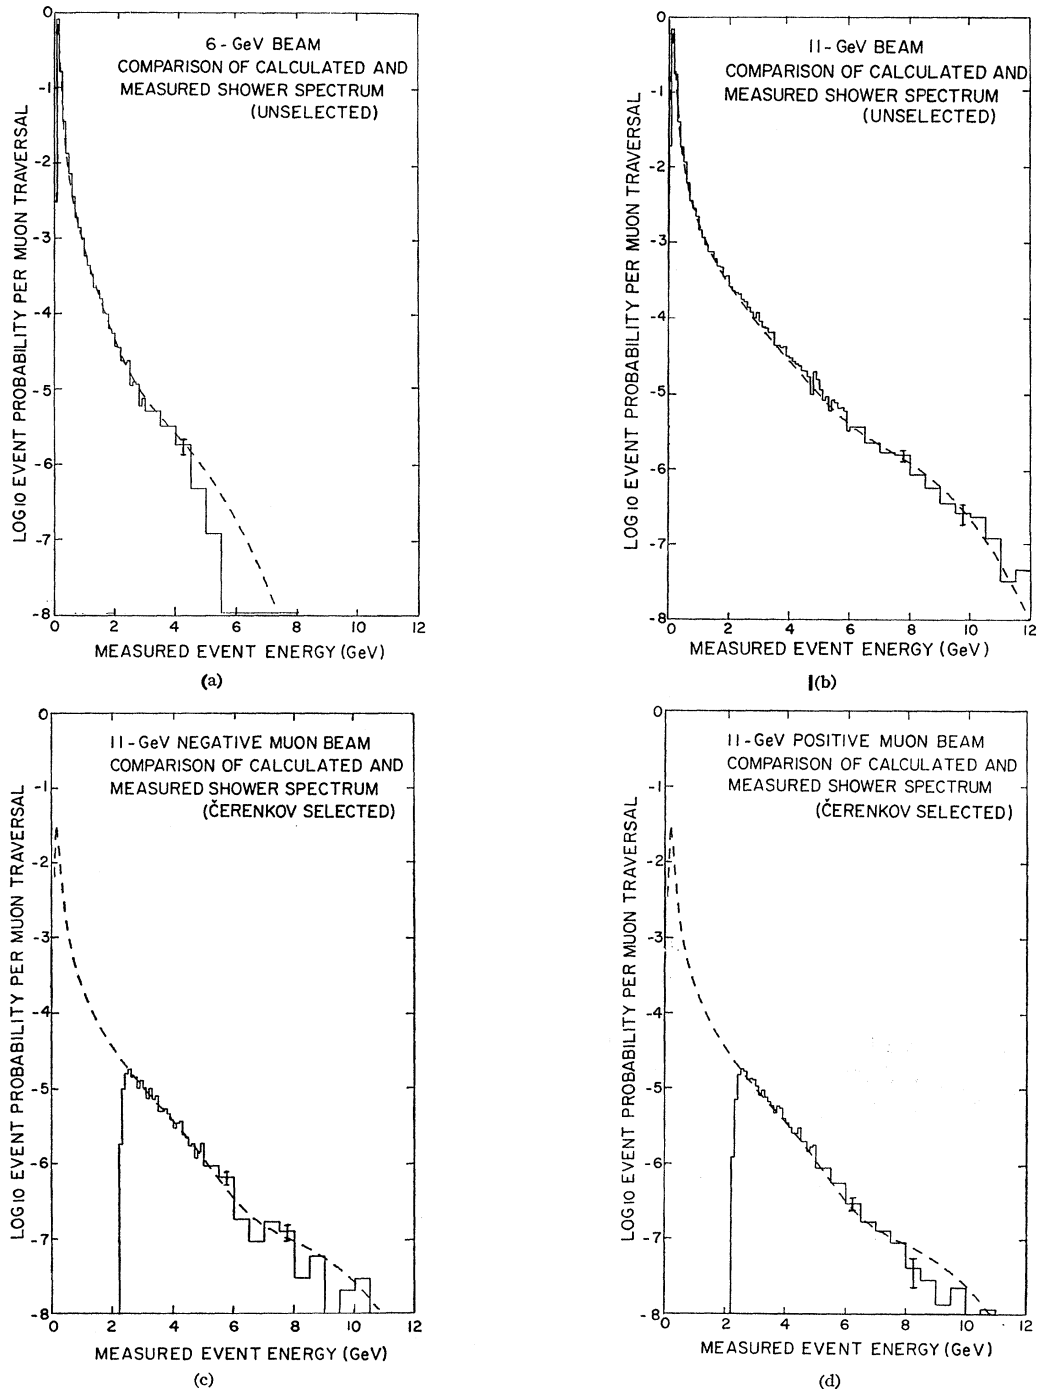 6-GeV BEAM
COMPARISON OF CALCULATED AND
MEASURED SHOWER SPECTRUM
(UNSELECTED)
LOG10 EVENT PROBABILITY PER MUON TRAVERSAL
0
-1
-2
-3
-4
-5
-6
-7
-8
0 2 4 6 8 10 12
MEASURED EVENT ENERGY (GeV)
(a)
11-GeV BEAM
COMPARISON OF CALCULATED AND
MEASURED SHOWER SPECTRUM
(UNSELECTED)
LOG10 EVENT PROBABILITY PER MUON TRAVERSAL
0
-1
-2
-3
-4
-5
-6
-7
-8
0 2 4 6 8 10 12
MEASURED EVENT ENERGY (GeV)
(b)
11-GeV NEGATIVE MUON BEAM
COMPARISON OF CALCULATED AND
MEASURED SHOWER SPECTRUM
(ČERENKOV SELECTED)
LOG10 EVENT PROBABILITY PER MUON TRAVERSAL
0
-1
-2
-3
-4
-5
-6
-7
-8
0 2 4 6 8 10 12
MEASURED EVENT ENERGY (GeV)
(c)
11-GeV POSITIVE MUON BEAM
COMPARISON OF CALCULATED AND
MEASURED SHOWER SPECTRUM
(ČERENKOV SELECTED)
LOG10 EVENT PROBABILITY PER MUON TRAVERSAL
0
-1
-2
-3
-4
-5
-6
-7
-8
0 2 4 6 8 10 12
MEASURED EVENT ENERGY (GeV)
(d)